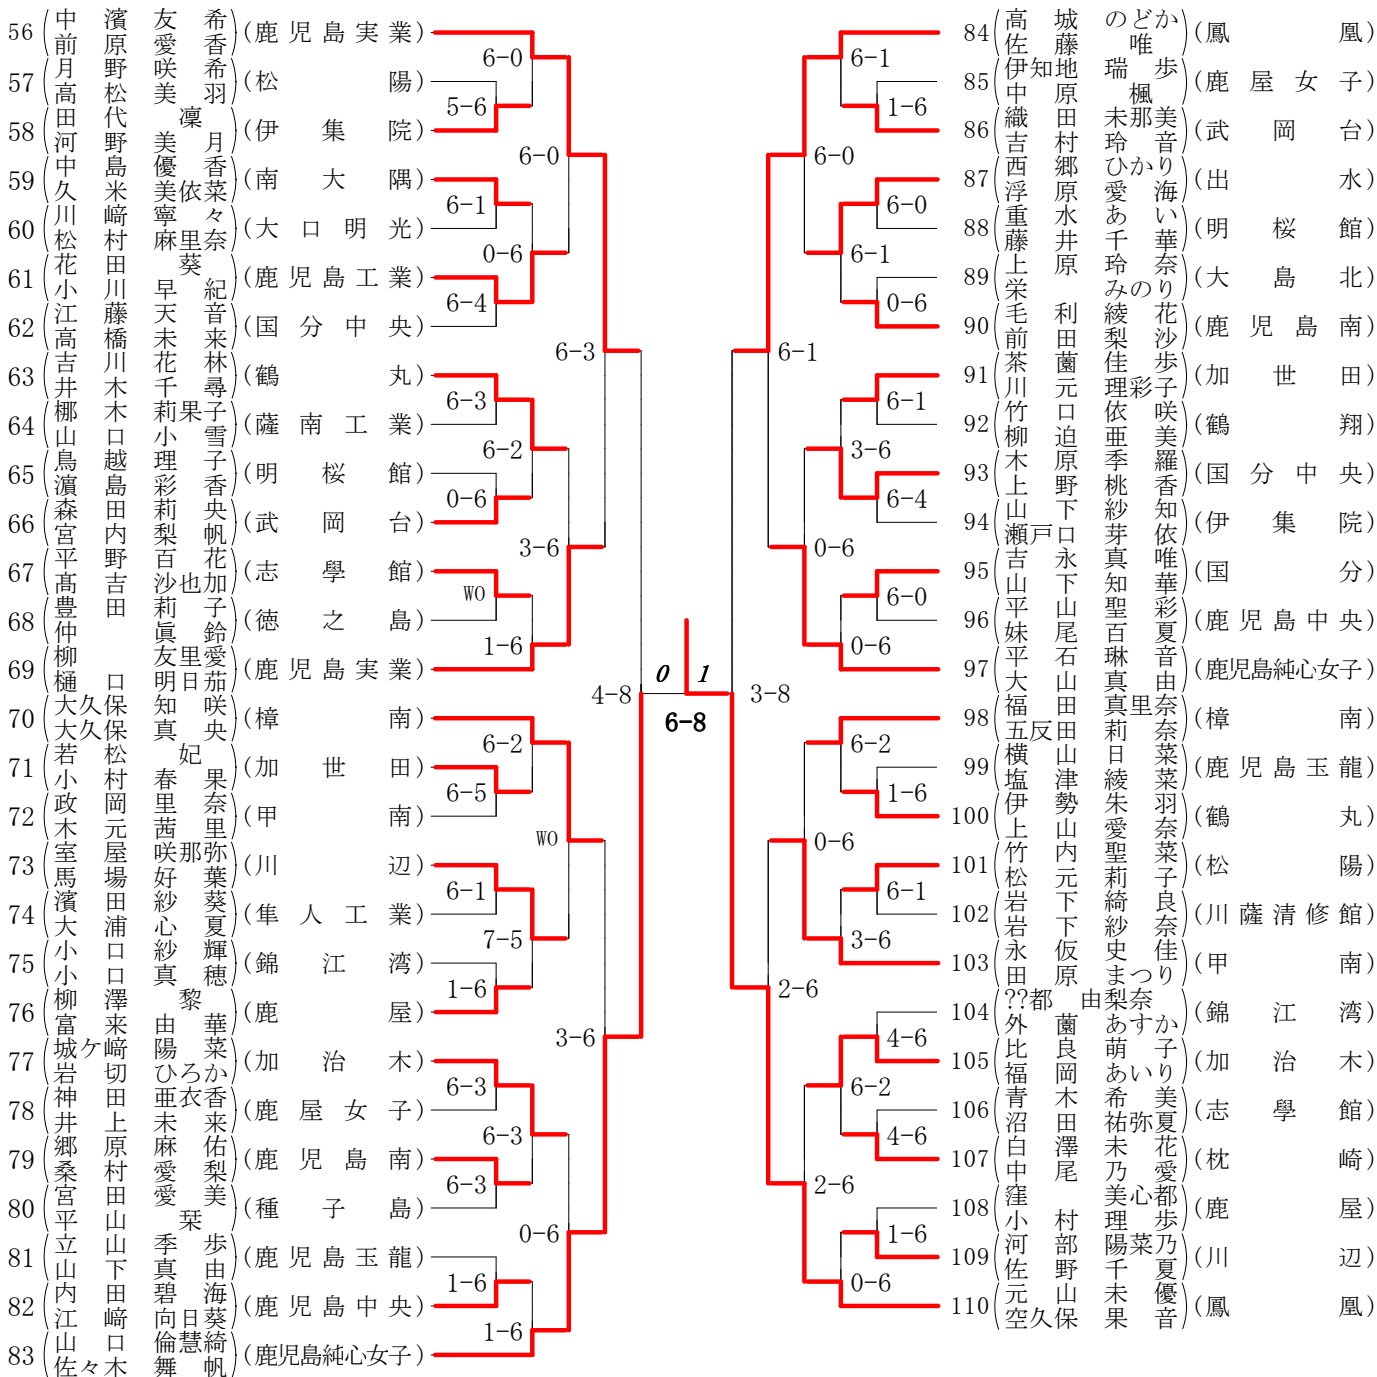 56 中濱友希 前原愛香 (鹿児島実業)
57 月野咲希 高松美羽 (松陽)
58 田代凜 河野美月 (伊集院)
59 中島優香 久米美依菜 (南大隅)
60 川﨑寧々 松村麻里奈 (大口明光)
61 花田葵 小川早紀 (鹿児島工業)
62 江藤天音 高橋未来 (国分中央)
63 吉川花林 井木千尋 (鶴丸)
64 梛木莉果子 山口小雪 (薩南工業)
65 鳥越理子 濵島彩香 (明桜館)
66 森田莉央 宮内梨帆 (武岡台)
67 平野百花 髙吉沙也加 (志學館)
68 豊田莉子 仲眞鈴 (徳之島)
69 柳友里愛 樋口明日茄 (鹿児島実業)
70 大久保知咲 大久保真央 (樟南)
71 若松妃 小村春果 (加世田)
72 政岡里奈 木元茜里 (甲南)
73 室屋咲那弥 馬場好葉 (川辺)
74 濱田紗葵 大浦心夏 (隼人工業)
75 小口紗輝 小口真穂 (錦江湾)
76 柳澤黎 富来由華 (鹿屋)
77 城ケ﨑陽菜 岩切ひろか (加治木)
78 神田亜衣香 井上未来 (鹿屋女子)
79 郷原麻佑 桑村愛梨 (鹿児島南)
80 宮田愛美 平山栞 (種子島)
81 立山季歩 山下真由 (鹿児島玉龍)
82 内田碧海 江﨑向日葵 (鹿児島中央)
83 山口倫慧綺 佐々木舞帆 (鹿児島純心女子)
6-0
5-6
6-0
6-1
0-6
6-4
6-3
6-3
6-2
0-6
3-6
WO
1-6
4-8
6-2
6-5
WO
6-1
7-5
1-6
3-6
6-3
6-3
6-3
0-6
1-6
1-6
0 1
6-8
84 高城のどか 佐藤唯 (鳳凰)
85 伊知地瑞歩 中原楓 (鹿屋女子)
86 織田未那美 吉村玲音 (武岡台)
87 西郷ひかり 浮原愛海 (出水)
88 重水あい 藤井千華 (明桜館)
89 上原玲奈 栄みのり (大島北)
90 毛利綾花 前田梨沙 (鹿児島南)
91 茶薗佳歩 川元理彩子 (加世田)
92 竹口依咲 柳迫亜美 (鶴翔)
93 木原季羅 上野桃香 (国分中央)
94 山下紗知 瀬戸口芽依 (伊集院)
95 吉永真唯 山下知華 (国分)
96 平山聖彩 妹尾百夏 (鹿児島中央)
97 平石琳音 大山真由 (鹿児島純心女子)
98 福田真里奈 五反田莉奈 (樟南)
99 横山日菜 塩津綾菜 (鹿児島玉龍)
100 伊勢朱羽 上山愛奈 (鶴丸)
101 竹内聖菜 松元莉子 (松陽)
102 岩下綺良 岩下紗奈 (川薩清修館)
103 永仮史佳 田原まつり (甲南)
104 ??都由梨奈 外薗あすか (錦江湾)
105 比良萌子 福岡あいり (加治木)
106 青木希美 沼田祐弥夏 (志學館)
107 白澤未花 中尾乃愛 (枕崎)
108 窪美心都 小村理歩 (鹿屋)
109 河部陽菜乃 佐野千夏 (川辺)
110 元山未優 空久保果音 (鳳凰)
6-1
1-6
6-0
6-0
6-1
0-6
6-1
6-1
3-6
6-4
0-6
6-0
0-6
3-8
6-2
1-6
0-6
6-1
3-6
2-6
4-6
6-2
4-6
2-6
1-6
0-6